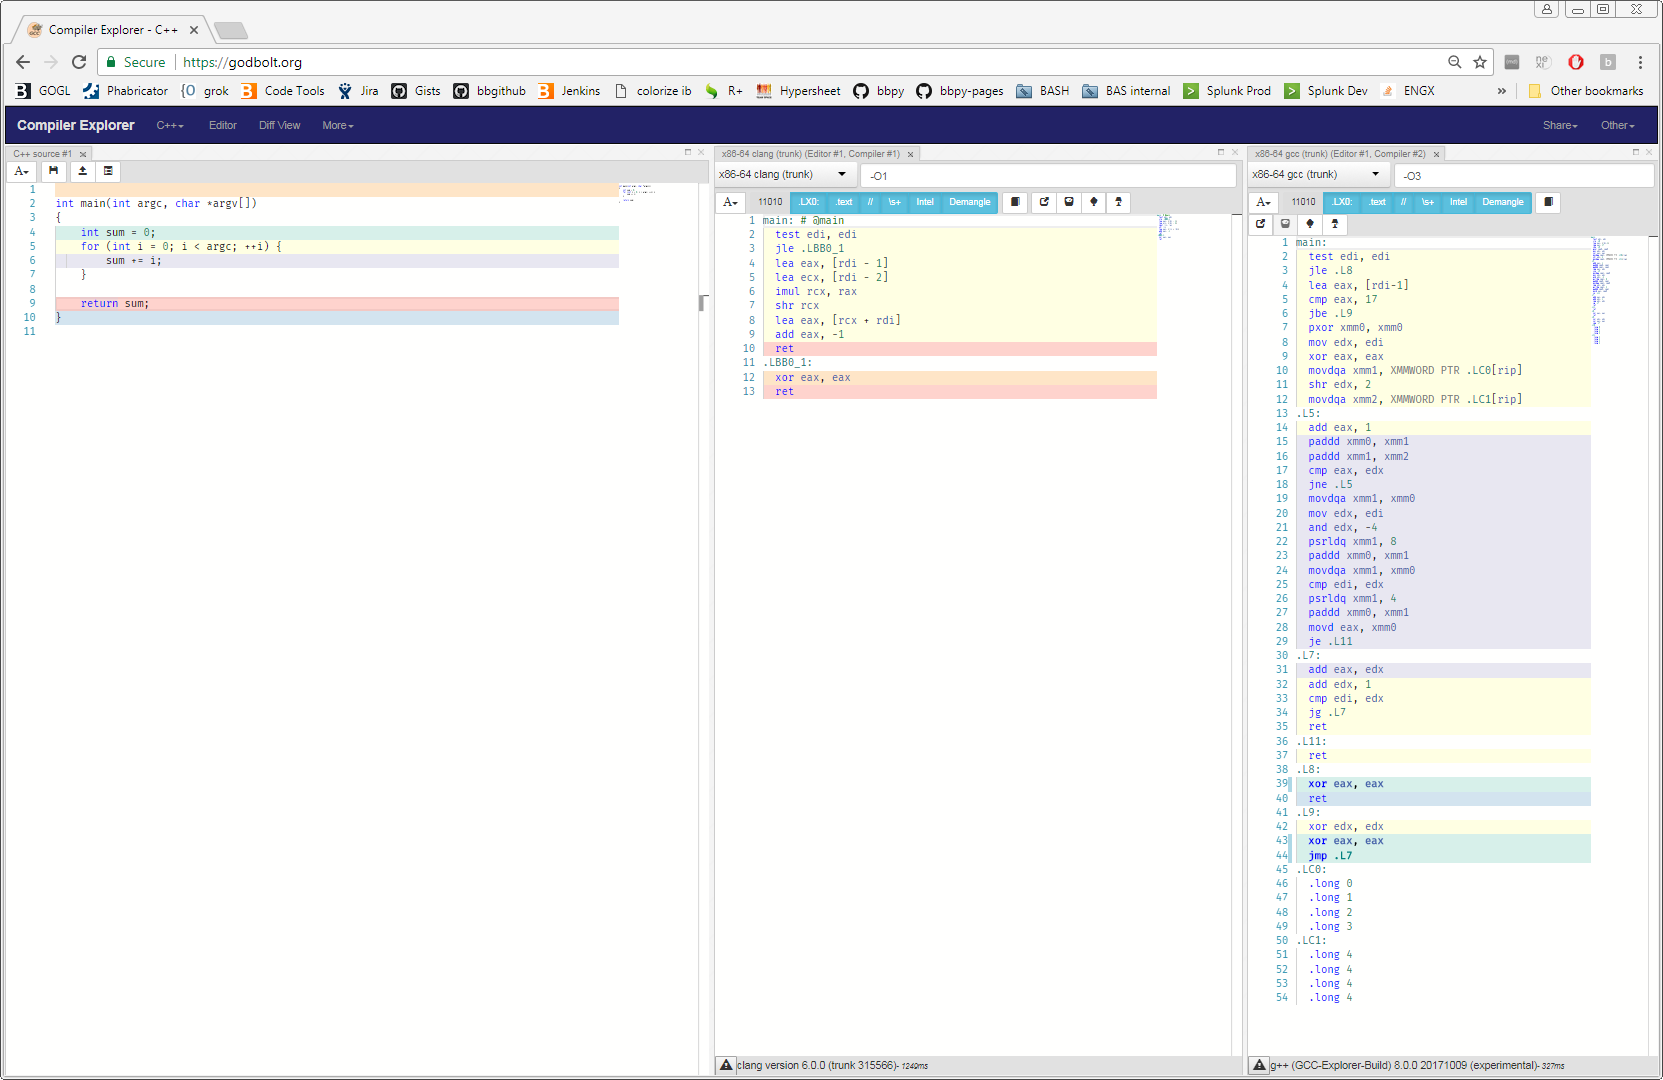 Compiler Explorer - C++
Secure https://godbolt.org
GOGL Phabricator grok Code Tools Jira Gists bbgithub Jenkins colorize ib R+ Hypersheet bbpy bbpy-pages BASH BAS internal Splunk Prod Splunk Dev ENGX » Other bookmarks
Compiler Explorer C++ Editor Diff View More Share Other
C++ source #1
A
1
2 int main(int argc, char *argv[])
3 {
4 int sum = 0;
5 for (int i = 0; i < argc; ++i) {
6 sum += i;
7 }
8
9 return sum;
10 }
11
x86-64 clang (trunk) (Editor #1, Compiler #1)
x86-64 clang (trunk) -O1
A 11010 .LX0: .text // \s+ Intel Demangle
1 main: # @main
2 test edi, edi
3 jle .LBB0_1
4 lea eax, [rdi - 1]
5 lea ecx, [rdi - 2]
6 imul rcx, rax
7 shr rcx
8 lea eax, [rcx + rdi]
9 add eax, -1
10 ret
11 .LBB0_1:
12 xor eax, eax
13 ret
clang version 6.0.0 (trunk 315566)- 1249ms
x86-64 gcc (trunk) (Editor #1, Compiler #2)
x86-64 gcc (trunk) -O3
A 11010 .LX0: .text // \s+ Intel Demangle
1 main:
2 test edi, edi
3 jle .L8
4 lea eax, [rdi-1]
5 cmp eax, 17
6 jbe .L9
7 pxor xmm0, xmm0
8 mov edx, edi
9 xor eax, eax
10 movdqa xmm1, XMMWORD PTR .LC0[rip]
11 shr edx, 2
12 movdqa xmm2, XMMWORD PTR .LC1[rip]
13 .L5:
14 add eax, 1
15 paddd xmm0, xmm1
16 paddd xmm1, xmm2
17 cmp eax, edx
18 jne .L5
19 movdqa xmm1, xmm0
20 mov edx, edi
21 and edx, -4
22 psrldq xmm1, 8
23 paddd xmm0, xmm1
24 movdqa xmm1, xmm0
25 cmp edi, edx
26 psrldq xmm1, 4
27 paddd xmm0, xmm1
28 movd eax, xmm0
29 je .L11
30 .L7:
31 add eax, edx
32 add edx, 1
33 cmp edi, edx
34 jg .L7
35 ret
36 .L11:
37 ret
38 .L8:
39 xor eax, eax
40 ret
41 .L9:
42 xor edx, edx
43 xor eax, eax
44 jmp .L7
45 .LC0:
46 .long 0
47 .long 1
48 .long 2
49 .long 3
50 .LC1:
51 .long 4
52 .long 4
53 .long 4
54 .long 4
g++ (GCC-Explorer-Build) 8.0.0 20171009 (experimental)- 327ms